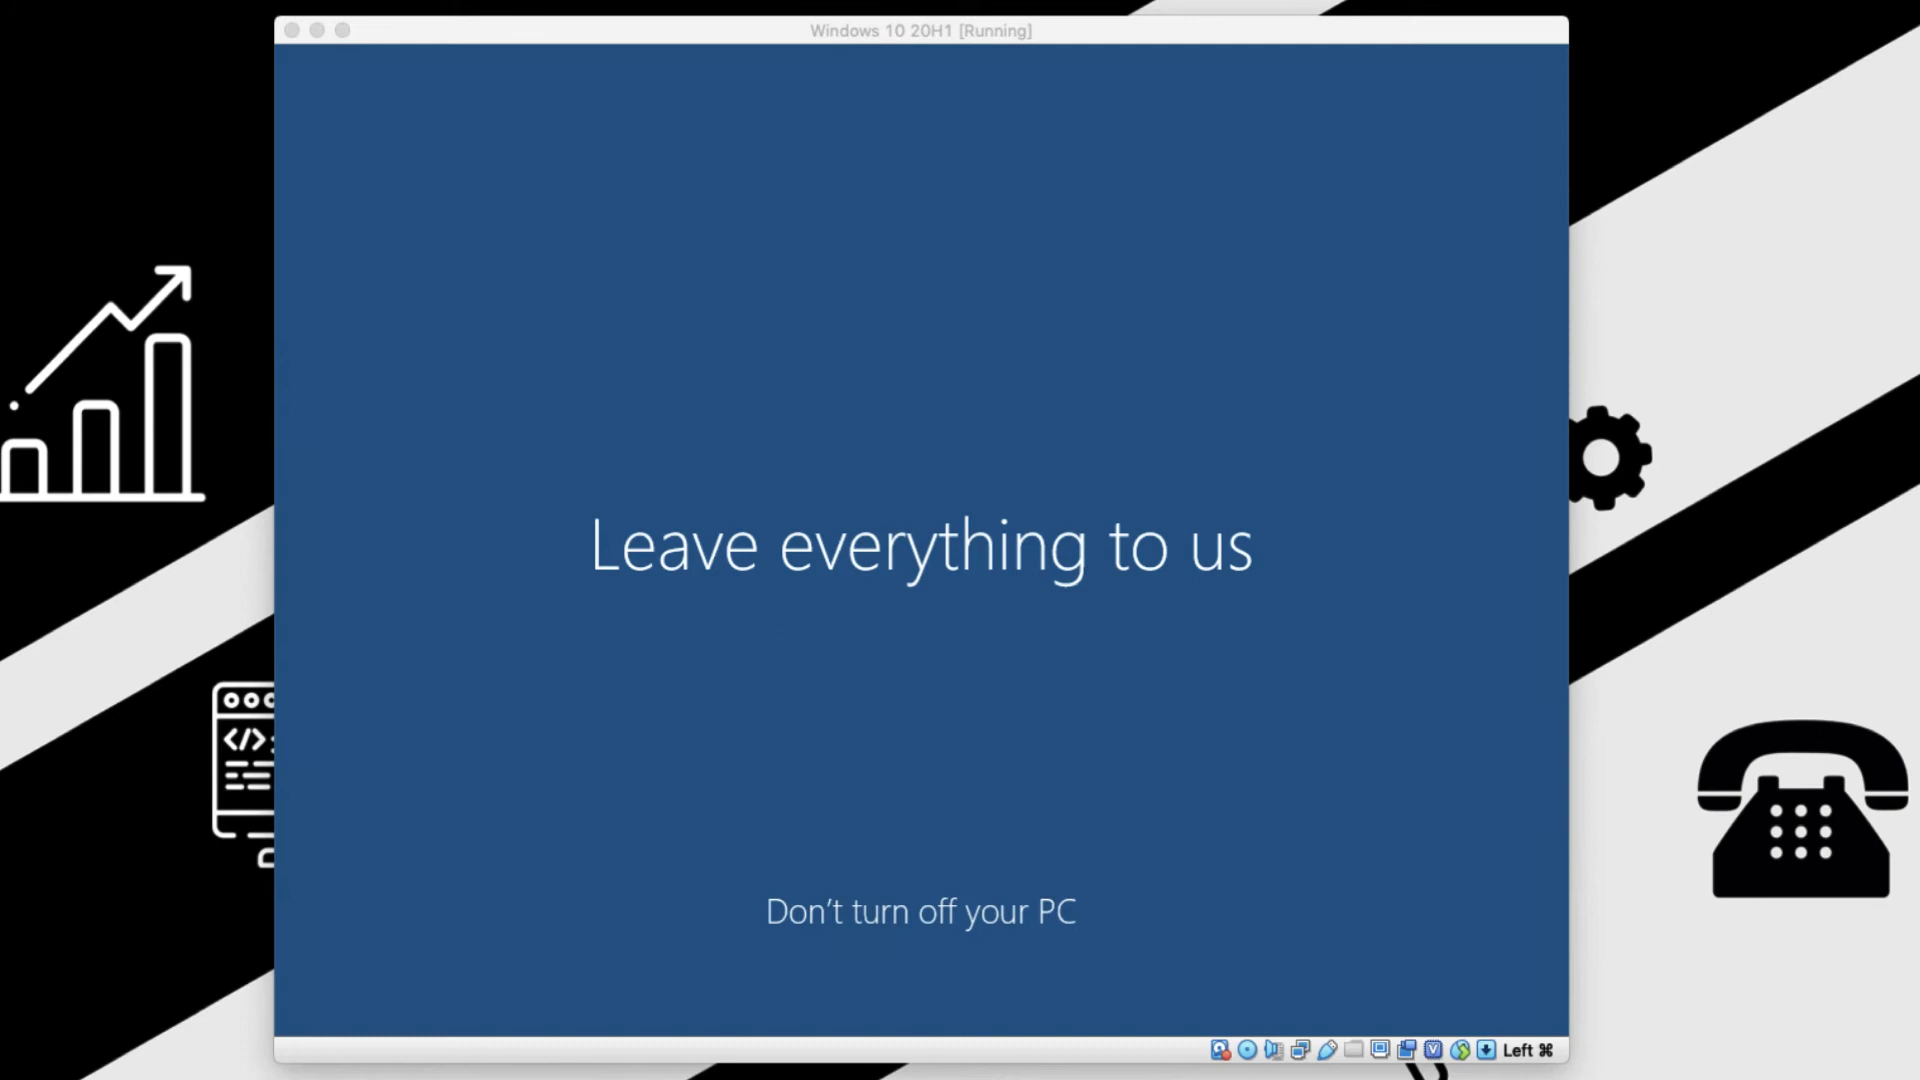 Windows 10 20H1 [Running]
</>
Leave everything to us
Don't turn off your PC
Left ⌘